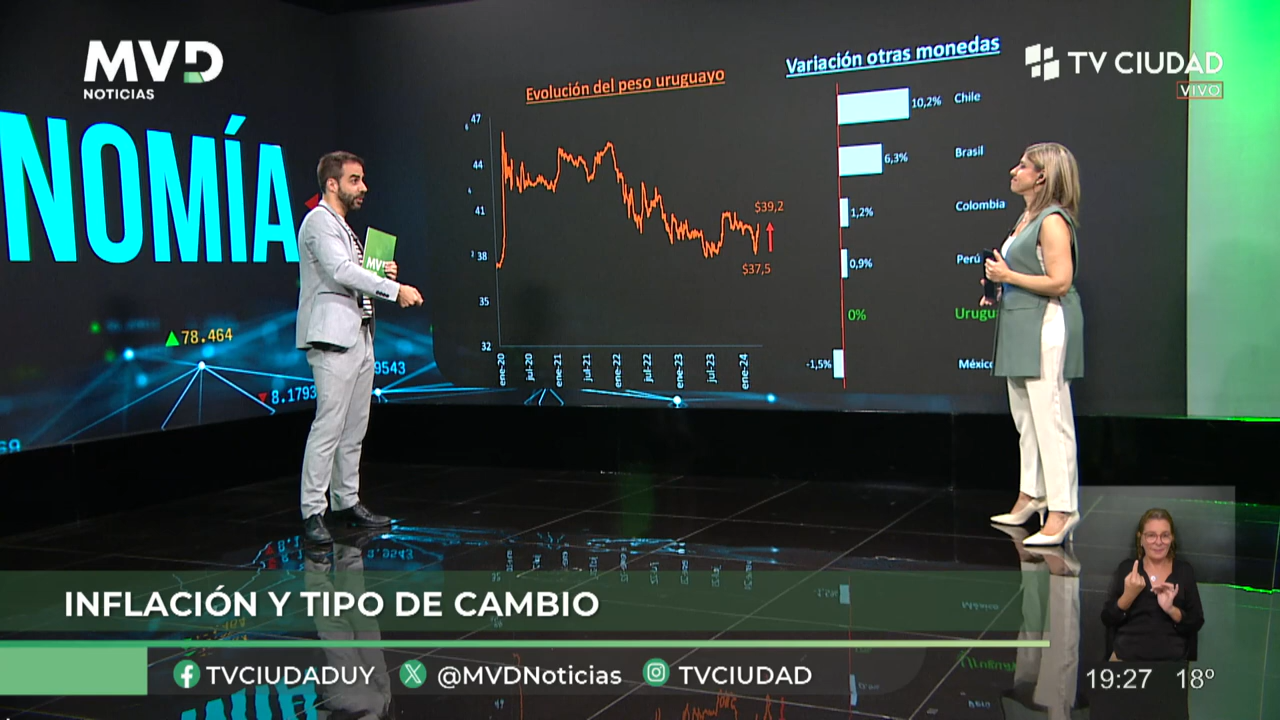 MVD
NOTICIAS
TV CIUDAD
VIVO
NOMÍA
Evolución del peso uruguayo
47
44
41
38
35
32
ene-20
jul-20
ene-21
jul-21
ene-22
jul-22
ene-23
jul-23
ene-24
$39,2
$37,5
Variación otras monedas
10,2% Chile
6,3% Brasil
1,2% Colombia
0,9% Perú
0% Urugua
-1,5% México
78.464
8.1793
9543
69
MVD
INFLACIÓN Y TIPO DE CAMBIO
TVCIUDADUY @MVDNoticias TVCIUDAD
19:27 18º